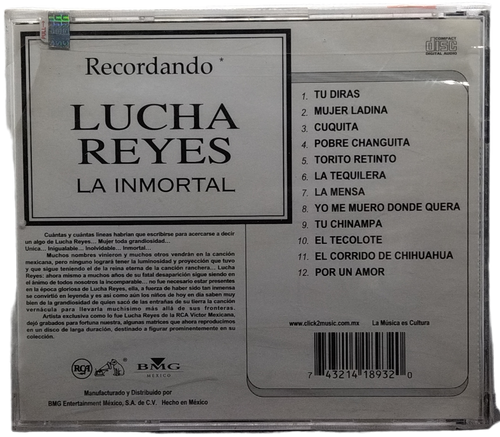 COMPACT
disc
DIGITAL AUDIO
Recordando *
LUCHA
REYES
LA INMORTAL
1. TU DIRAS
2. MUJER LADINA
3. CUQUITA
4. POBRE CHANGUITA
5. TORITO RETINTO
6. LA TEQUILERA
7. LA MENSA
8. YO ME MUERO DONDE QUERA
9. TU CHINAMPA
10. EL TECOLOTE
11. EL CORRIDO DE CHIHUAHUA
12. POR UN AMOR
Cuántas y cuántas líneas habrían que escribirse para acercarse a decir
un algo de Lucha Reyes... Mujer toda grandiosidad...
Unica... Inigualable... Inolvidable... Inmortal...
Muchos nombres vinieron y muchos otros vendrán en la canción
mexicana, pero ninguno logrará tener la luminosidad y proyección que tuvo
y que sigue teniendo el de la reina eterna de la canción ranchera... Lucha
Reyes: ahora mismo a muchos años de su fatal desaparición sigue siendo en
el ánimo de todos nosotros la incomparable... no fue necesario estar presentes
en la época gloriosa de Lucha Reyes, ella, a fuerza de haber sido tan inmensa
se convirtió en leyenda y es así como aún los niños de hoy en día saben muy
bien de la grandiosidad de quien sacó de las entrañas de su tierra la canción
vernácula para llevarla muchísimo más allá de sus fronteras.
Artista exclusiva como lo fue Lucha Reyes de la RCA Victor Mexicana,
dejó grabados para fortuna nuestra, algunas matrices que ahora reproducimos
en un disco de larga duración, destinado a figurar prominentemente en su
colección.
www.click2music.com.mx La Música es Cultura
RCA
BMG
MEXICO
7 43214 18932 0
Manufacturado y Distribuido por
BMG Entertainment México, S.A. de C.V. Hecho en México